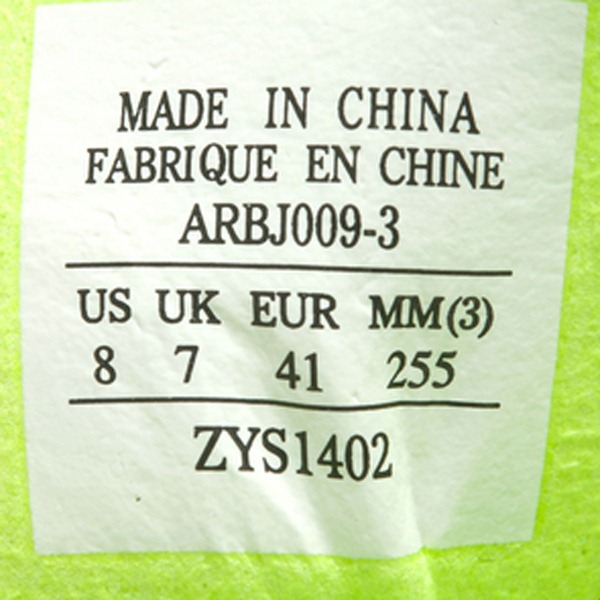 MADE IN CHINA
FABRIQUE EN CHINE
ARBJ009-3
US UK EUR MM(3)
8 7 41 255
ZYS1402